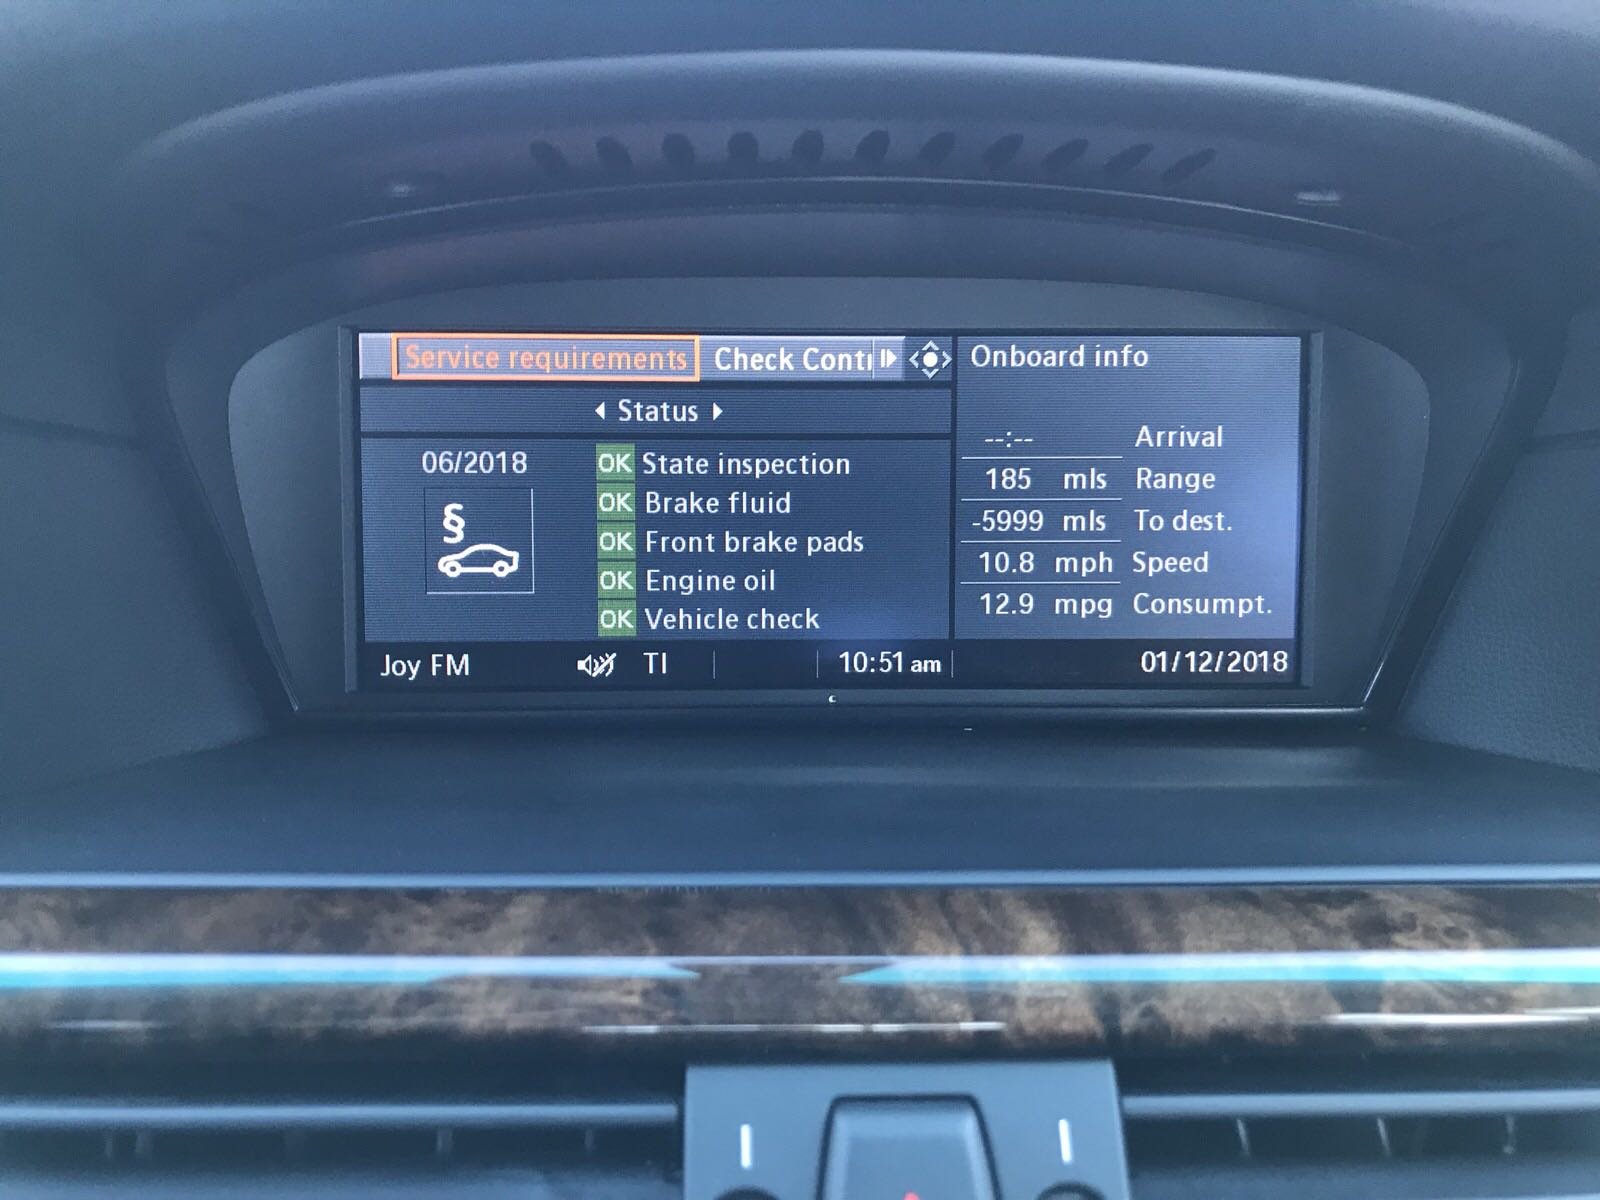 Service requirements Check Contr
Status
06/2018
§
OK State inspection
OK Brake fluid
OK Front brake pads
OK Engine oil
OK Vehicle check
Onboard info
--:-- Arrival
185 mls Range
-5999 mls To dest.
10.8 mph Speed
12.9 mpg Consumpt.
Joy FM TI 10:51 am 01/12/2018